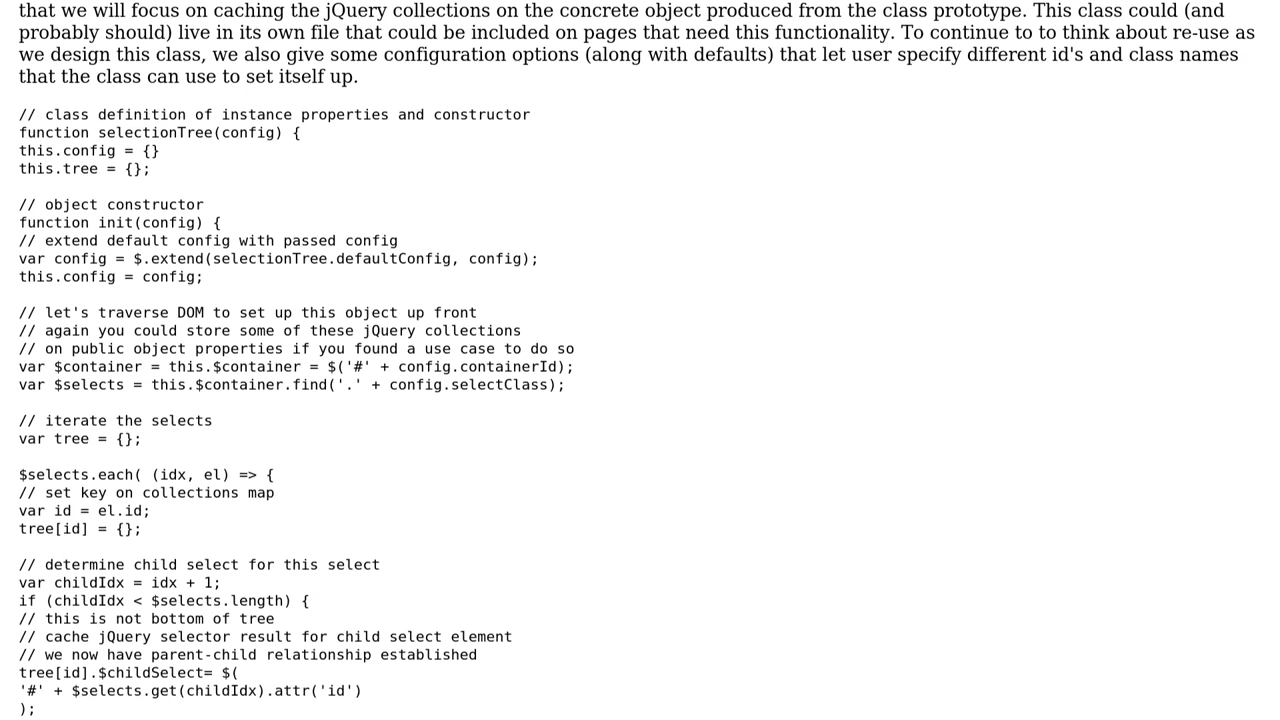 that we will focus on caching the jQuery collections on the concrete object produced from the class prototype. This class could (and
probably should) live in its own file that could be included on pages that need this functionality. To continue to to think about re-use as
we design this class, we also give some configuration options (along with defaults) that let user specify different id's and class names
that the class can use to set itself up.
// class definition of instance properties and constructor
function selectionTree(config) {
this.config = {}
this.tree = {};
// object constructor
function init(config) {
// extend default config with passed config
var config = $.extend(selectionTree.defaultConfig, config);
this.config = config;
// let's traverse DOM to set up this object up front
// again you could store some of these jQuery collections
// on public object properties if you found a use case to do so
var $container = this.$container = $('#' + config.containerId);
var $selects = this.$container.find('.' + config.selectClass);
// iterate the selects
var tree = {};
$selects.each( (idx, el) => {
// set key on collections map
var id = el.id;
tree[id] = {};
// determine child select for this select
var childIdx = idx + 1;
if (childIdx < $selects.length) {
// this is not bottom of tree
// cache jQuery selector result for child select element
// we now have parent-child relationship established
tree[id].$childSelect= $(
'#' + $selects.get(childIdx).attr('id')
);